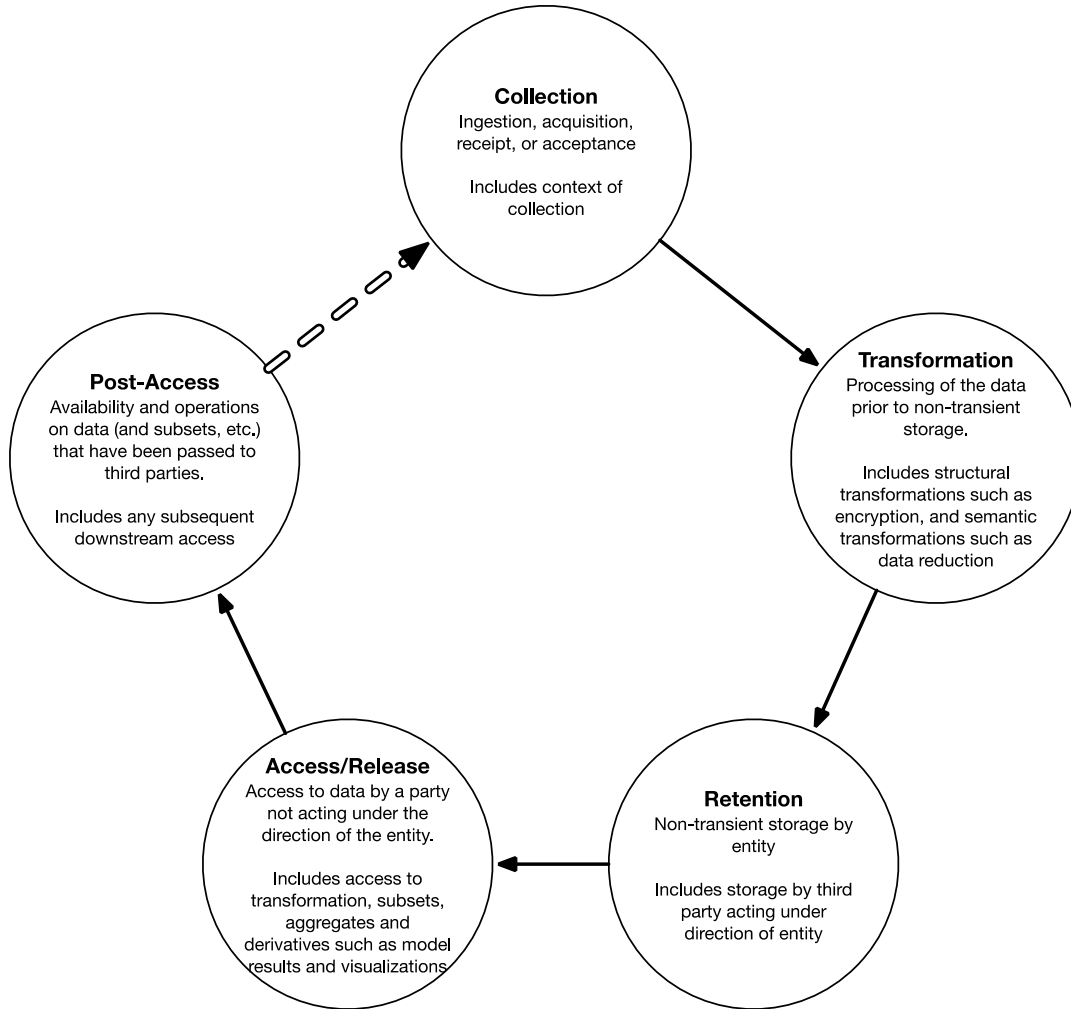 Collection
Ingestion, acquisition,
receipt, or acceptance
Includes context of
collection
Transformation
Processing of the data
prior to non-transient
storage.
Includes structural
transformations such as
encryption, and semantic
transformations such as
data reduction
Retention
Non-transient storage by
entity
Includes storage by third
party acting under
direction of entity
Access/Release
Access to data by a party
not acting under the
direction of the entity.
Includes access to
transformation, subsets,
aggregates and
derivatives such as model
results and visualizations
Post-Access
Availability and operations
on data (and subsets, etc.)
that have been passed to
third parties.
Includes any subsequent
downstream access